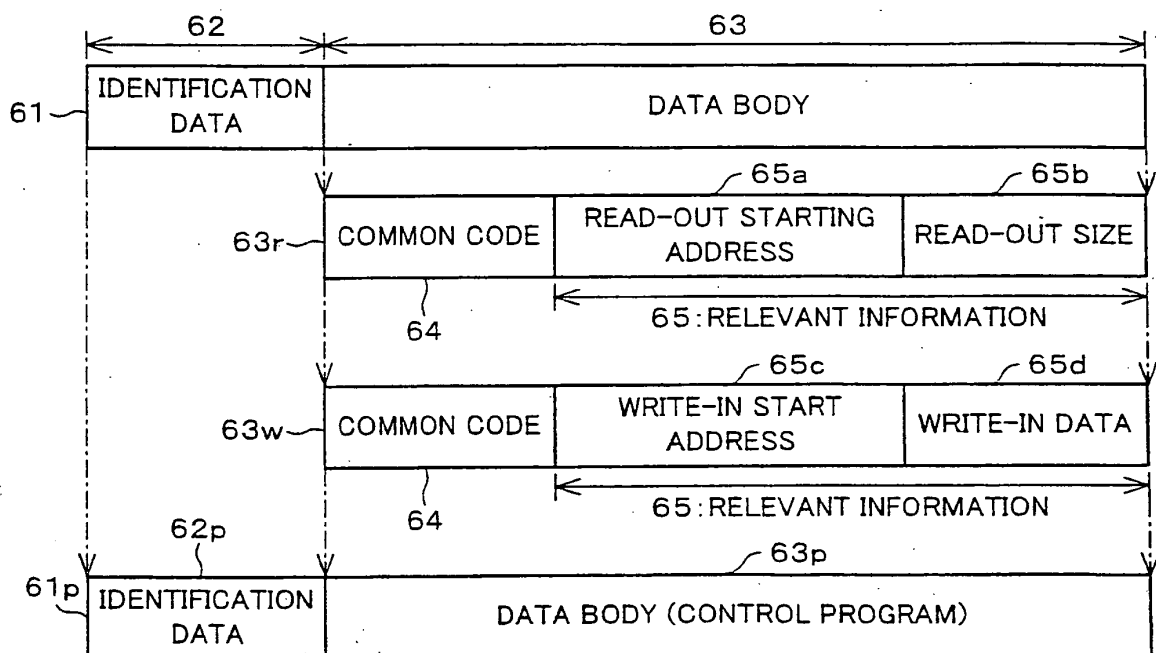 62 63
61 IDENTIFICATION DATA BODY
DATA
65a 65b
63r COMMON CODE READ-OUT STARTING READ-OUT SIZE
ADDRESS
64 65:RELEVANT INFORMATION
65c 65d
63w COMMON CODE WRITE-IN START WRITE-IN DATA
ADDRESS
64 65:RELEVANT INFORMATION
62p 63p
61p IDENTIFICATION DATA BODY (CONTROL PROGRAM)
DATA